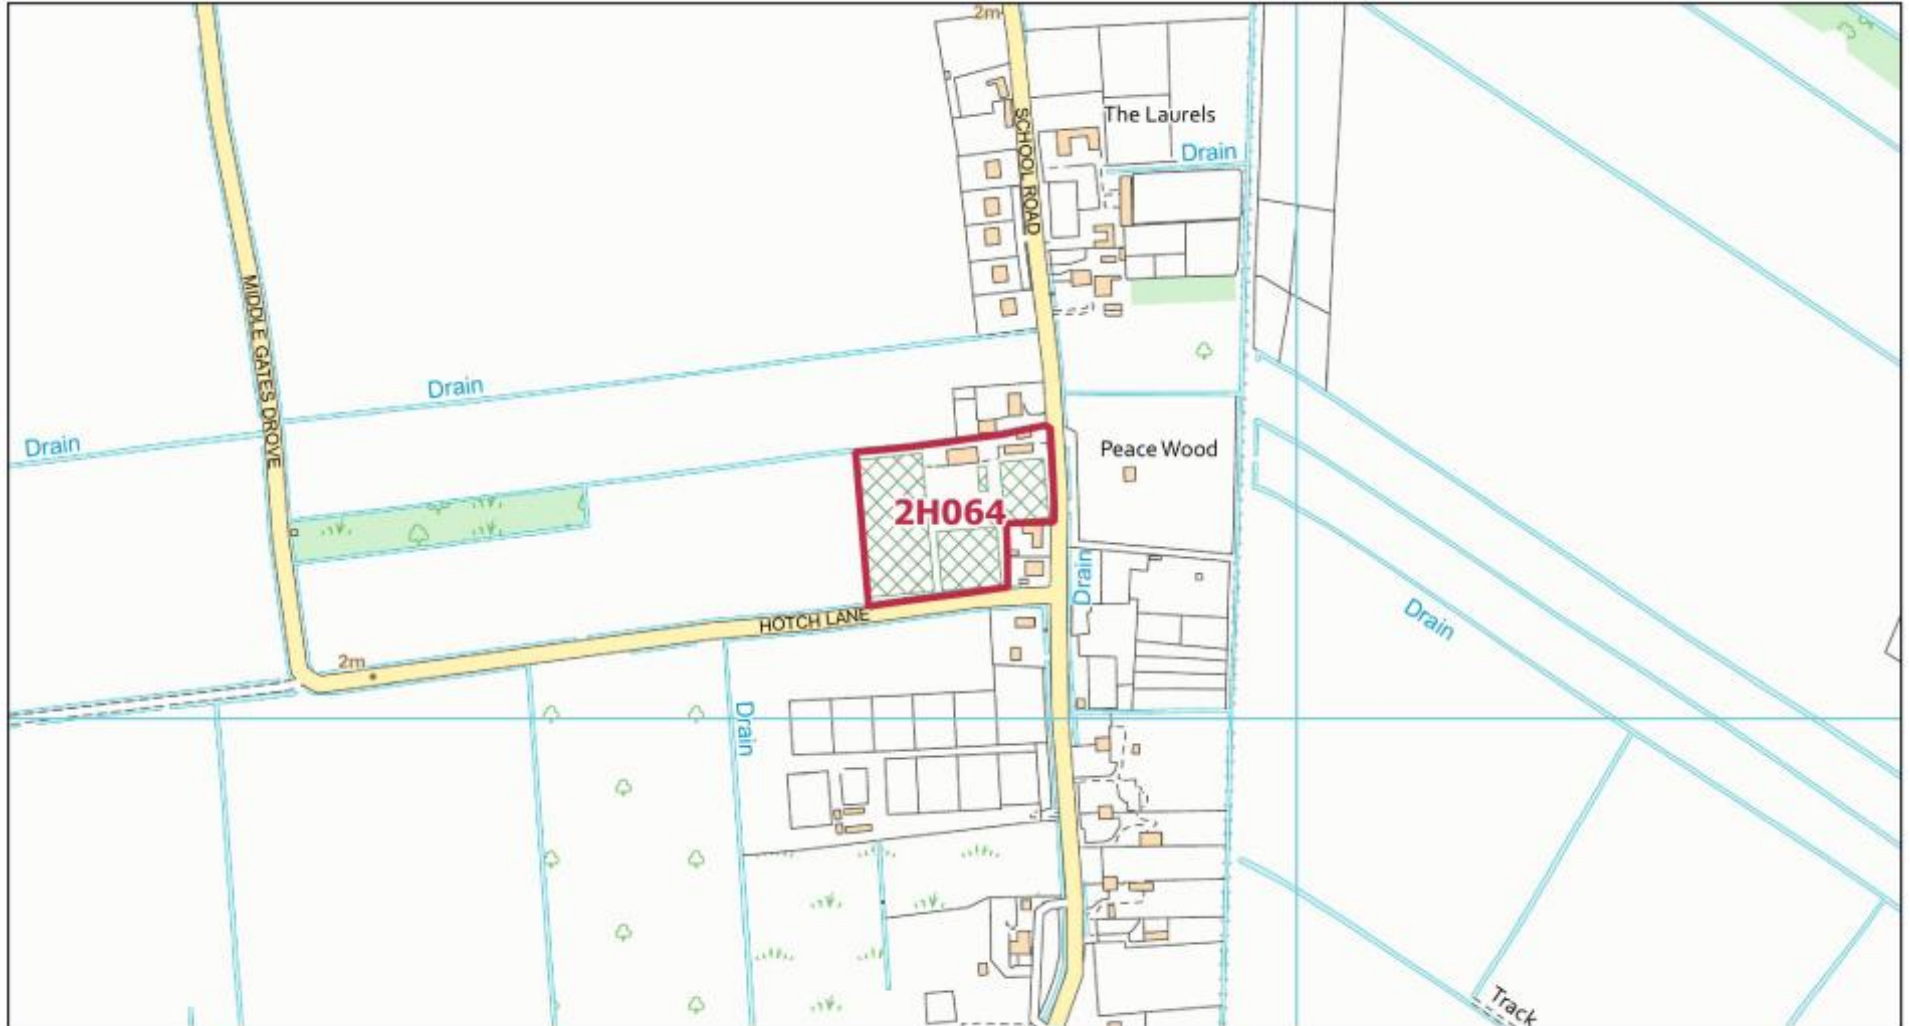 2m
SCHOOL ROAD
The Laurels
Drain
MIDDLE GATES DROVE
Drain
Drain
Peace Wood
2H064
Drain
Drain
HOTCH LANE
2m
Drain
Track